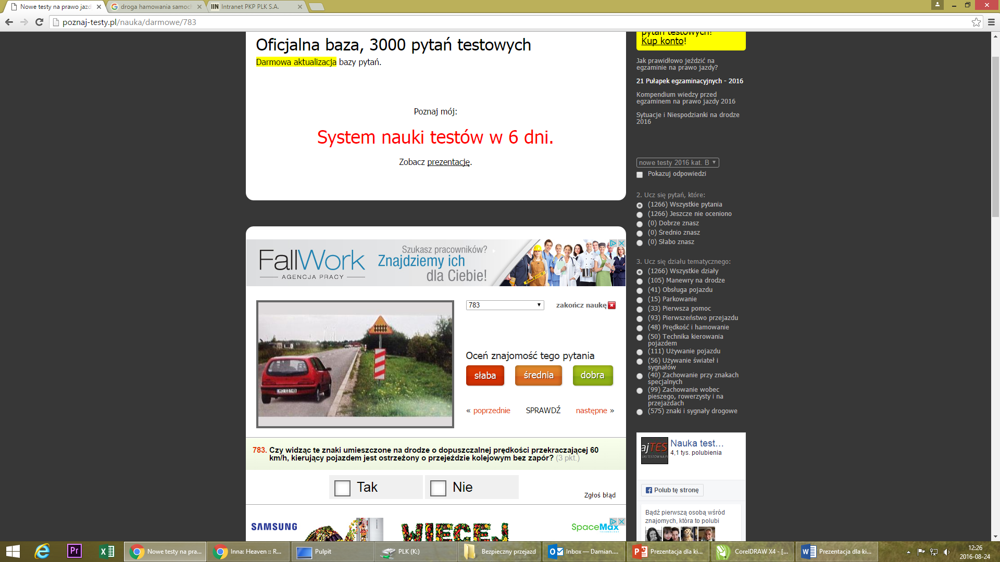 Nowe testy na prawo jazd
droga hamowania samoch
IIN Intranet PKP PLK S.A.
poznaj-testy.pl/nauka/darmowe/783
Oficjalna baza, 3000 pytań testowych
Darmowa aktualizacja bazy pytań.
Poznaj mój:
System nauki testów w 6 dni.
Zobacz prezentację.
pytań testowych!
Kup konto!
Jak prawidłowo jeździć na
egzaminie na prawo jazdy?
21 Pułapek egzaminacyjnych - 2016
Kompendium wiedzy przed
egzaminem na prawo jazdy 2016
Sytuacje i Niespodzianki na drodze
2016
nowe testy 2016 kat. B
Pokazuj odpowiedzi
2. Ucz się pytań, które:
(1266) Wszystkie pytania
(1266) Jeszcze nie oceniono
(0) Dobrze znasz
(0) Średnio znasz
(0) Słabo znasz
3. Ucz się działu tematycznego:
(1266) Wszystkie działy
(105) Manewry na drodze
(41) Obsługa pojazdu
(15) Parkowanie
(33) Pierwsza pomoc
(93) Pierwszeństwo przejazdu
(48) Prędkość i hamowanie
(50) Technika kierowania
pojazdem
(111) Używanie pojazdu
(56) Używanie świateł i
sygnałów
(40) Zachowanie przy znakach
specjalnych
(99) Zachowanie wobec
pieszego, rowerzysty i na
przejazdach
(575) znaki i sygnały drogowe
FallWork
AGENCJA PRACY
Szukasz pracowników?
Znajdziemy ich
dla Ciebie!
783
zakończ naukę
Oceń znajomość tego pytania
słaba
średnia
dobra
« poprzednie
SPRAWDŹ
następne »
783. Czy widząc te znaki umieszczone na drodze o dopuszczalnej prędkości przekraczającej 60
km/h, kierujący pojazdem jest ostrzeżony o przejeździe kolejowym bez zapór? (3 pkt.)
Tak
Nie
Zgłoś błąd
SAMSUNG
WIĘCEJ
SpaceMax
ajTES
Nauka test...
4,1 tys. polubienia
Polub tę stronę
Bądź pierwszą osobą wśród
znajomych, która to polubi
Nowe testy na pra...
Inna: Heaven :: R...
Pulpit
PLK (K:)
Bezpieczny przejazd
Inbox — Damian....
Prezentacja dla ki...
CorelDRAW X4 - [...
Prezentacja dla ki...
12:26
2016-08-24